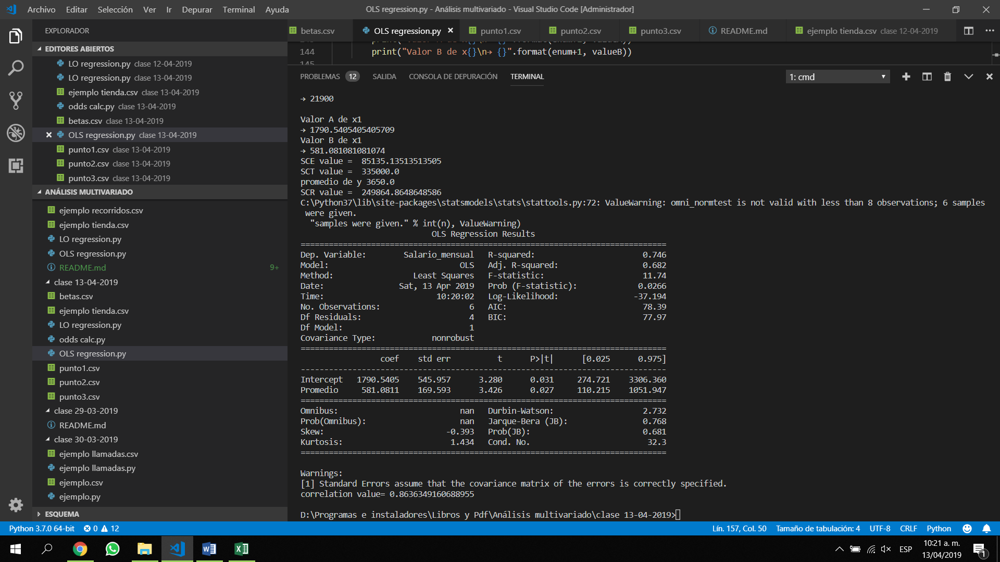 Archivo Editar Selección Ver Ir Depurar Terminal Ayuda
OLS regression.py - Análisis multivariado - Visual Studio Code [Administrador]
EXPLORADOR
EDITORES ABIERTOS
LO regression.py clase 12-04-2019
LO regression.py clase 13-04-2019
ejemplo tienda.csv clase 13-04-2019
odds calc.py clase 13-04-2019
betas.csv clase 13-04-2019
OLS regression.py clase 13-04-2019
punto1.csv clase 13-04-2019
punto2.csv clase 13-04-2019
punto3.csv clase 13-04-2019
ANÁLISIS MULTIVARIADO
ejemplo recorridos.csv
ejemplo tienda.csv
LO regression.py
OLS regression.py
README.md 9+
clase 13-04-2019
betas.csv
ejemplo tienda.csv
LO regression.py
odds calc.py
OLS regression.py
punto1.csv
punto2.csv
punto3.csv
clase 29-03-2019
README.md
clase 30-03-2019
ejemplo llamadas.csv
ejemplo llamadas.py
ejemplo.csv
ejemplo.py
ESQUEMA
betas.csv OLS regression.py punto1.csv punto2.csv punto3.csv README.md ejemplo tienda.csv clase 12-04-2019
144 print("Valor B de x{}\n→ {}".format(enum+1, valueB))
145
PROBLEMAS 12 SALIDA CONSOLA DE DEPURACIÓN TERMINAL 1: cmd
→ 21900
Valor A de x1
→ 1790.5405405405709
Valor B de x1
→ 581.081081081074
SCE value =  85135.13513513505
SCT value =  335000.0
promedio de y 3650.0
SCR value =  249864.8648648586
C:\Python37\lib\site-packages\statsmodels\stats\stattools.py:72: ValueWarning: omni_normtest is not valid with less than 8 observations; 6 samples
were given.
"samples were given." % int(n), ValueWarning)
OLS Regression Results
==============================================================================
Dep. Variable: Salario_mensual R-squared: 0.746
Model: OLS Adj. R-squared: 0.682
Method: Least Squares F-statistic: 11.74
Date: Sat, 13 Apr 2019 Prob (F-statistic): 0.0266
Time: 10:20:02 Log-Likelihood: -37.194
No. Observations: 6 AIC: 78.39
Df Residuals: 4 BIC: 77.97
Df Model: 1
Covariance Type: nonrobust
==============================================================================
coef std err t P>|t| [0.025 0.975]
------------------------------------------------------------------------------
Intercept 1790.5405 545.957 3.280 0.031 274.721 3306.360
Promedio 581.0811 169.593 3.426 0.027 110.215 1051.947
==============================================================================
Omnibus: nan Durbin-Watson: 2.732
Prob(Omnibus): nan Jarque-Bera (JB): 0.768
Skew: -0.393 Prob(JB): 0.681
Kurtosis: 1.434 Cond. No. 32.3
==============================================================================
Warnings:
[1] Standard Errors assume that the covariance matrix of the errors is correctly specified.
correlation value= 0.8636349160688955
D:\Programas e instaladores\Libros y Pdf\Análisis multivariado\clase 13-04-2019>
Python 3.7.0 64-bit 0 12 Lín. 157, Col. 50 Tamaño de tabulación: 4 UTF-8 CRLF Python
ESP 10:21 a. m.
13/04/2019 1